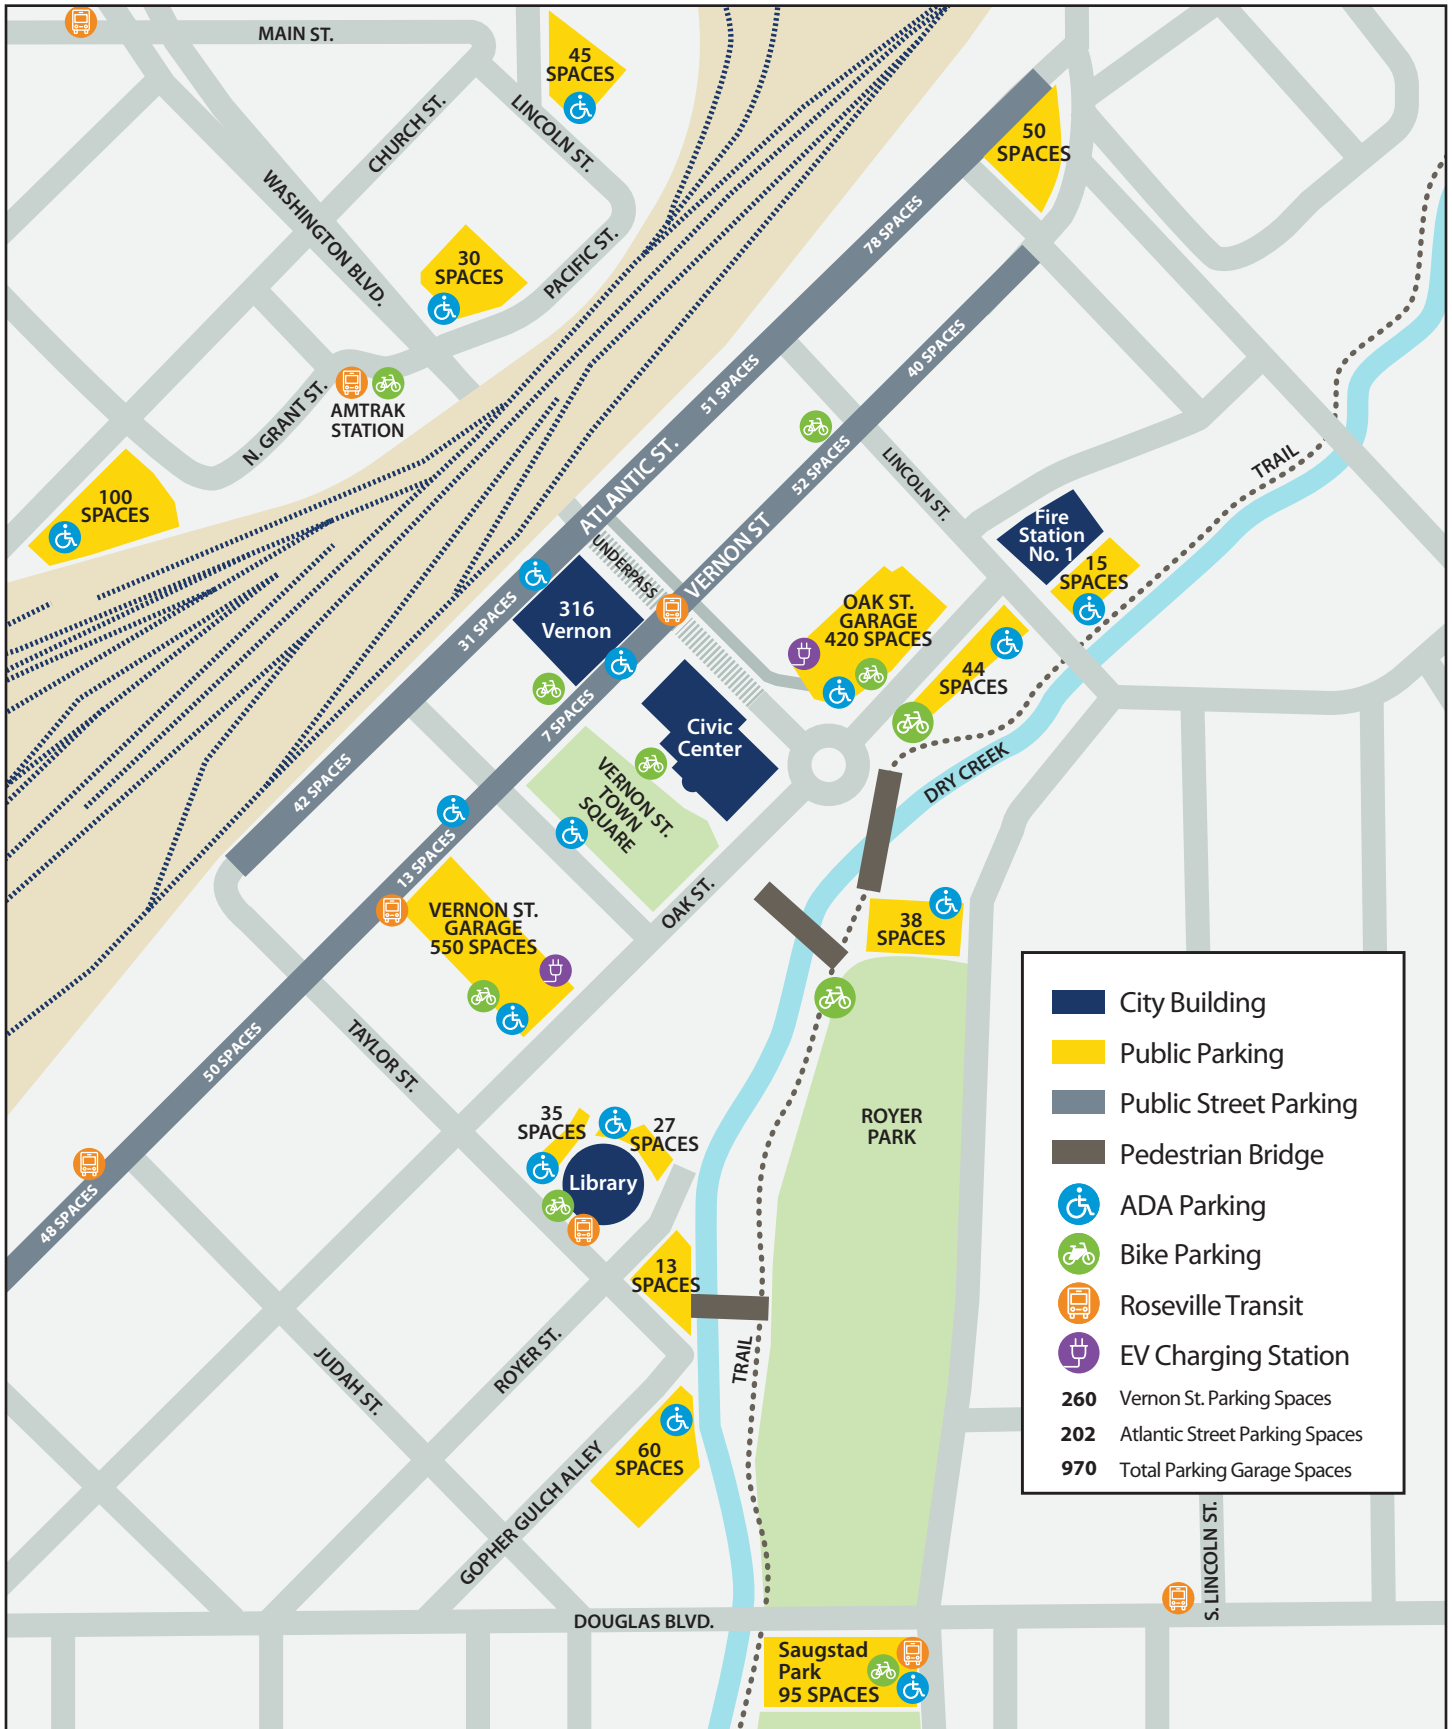 MAIN ST.
45
SPACES
CHURCH ST.
LINCOLN ST.
50
SPACES
WASHINGTON BLVD.
30
SPACES
PACIFIC ST.
78 SPACES
40 SPACES
51 SPACES
AMTRAK
STATION
N. GRANT ST.
ATLANTIC ST.
52 SPACES
LINCOLN ST.
TRAIL
100
SPACES
UNDERPASS
VERNON ST
Fire
Station
No. 1
15
SPACES
31 SPACES
316
Vernon
OAK ST.
GARAGE
420 SPACES
44
SPACES
7 SPACES
Civic
Center
VERNON ST.
TOWN
SQUARE
DRY CREEK
42 SPACES
13 SPACES
OAK ST.
VERNON ST.
GARAGE
550 SPACES
38
SPACES
50 SPACES
TAYLOR ST.
35
SPACES
27
SPACES
ROYER
PARK
Library
48 SPACES
13
SPACES
TRAIL
JUDAH ST.
ROYER ST.
60
SPACES
GOPHER GULCH ALLEY
DOUGLAS BLVD.
S. LINCOLN ST.
Saugstad
Park
95 SPACES
City Building
Public Parking
Public Street Parking
Pedestrian Bridge
ADA Parking
Bike Parking
Roseville Transit
EV Charging Station
260 Vernon St. Parking Spaces
202 Atlantic Street Parking Spaces
970 Total Parking Garage Spaces